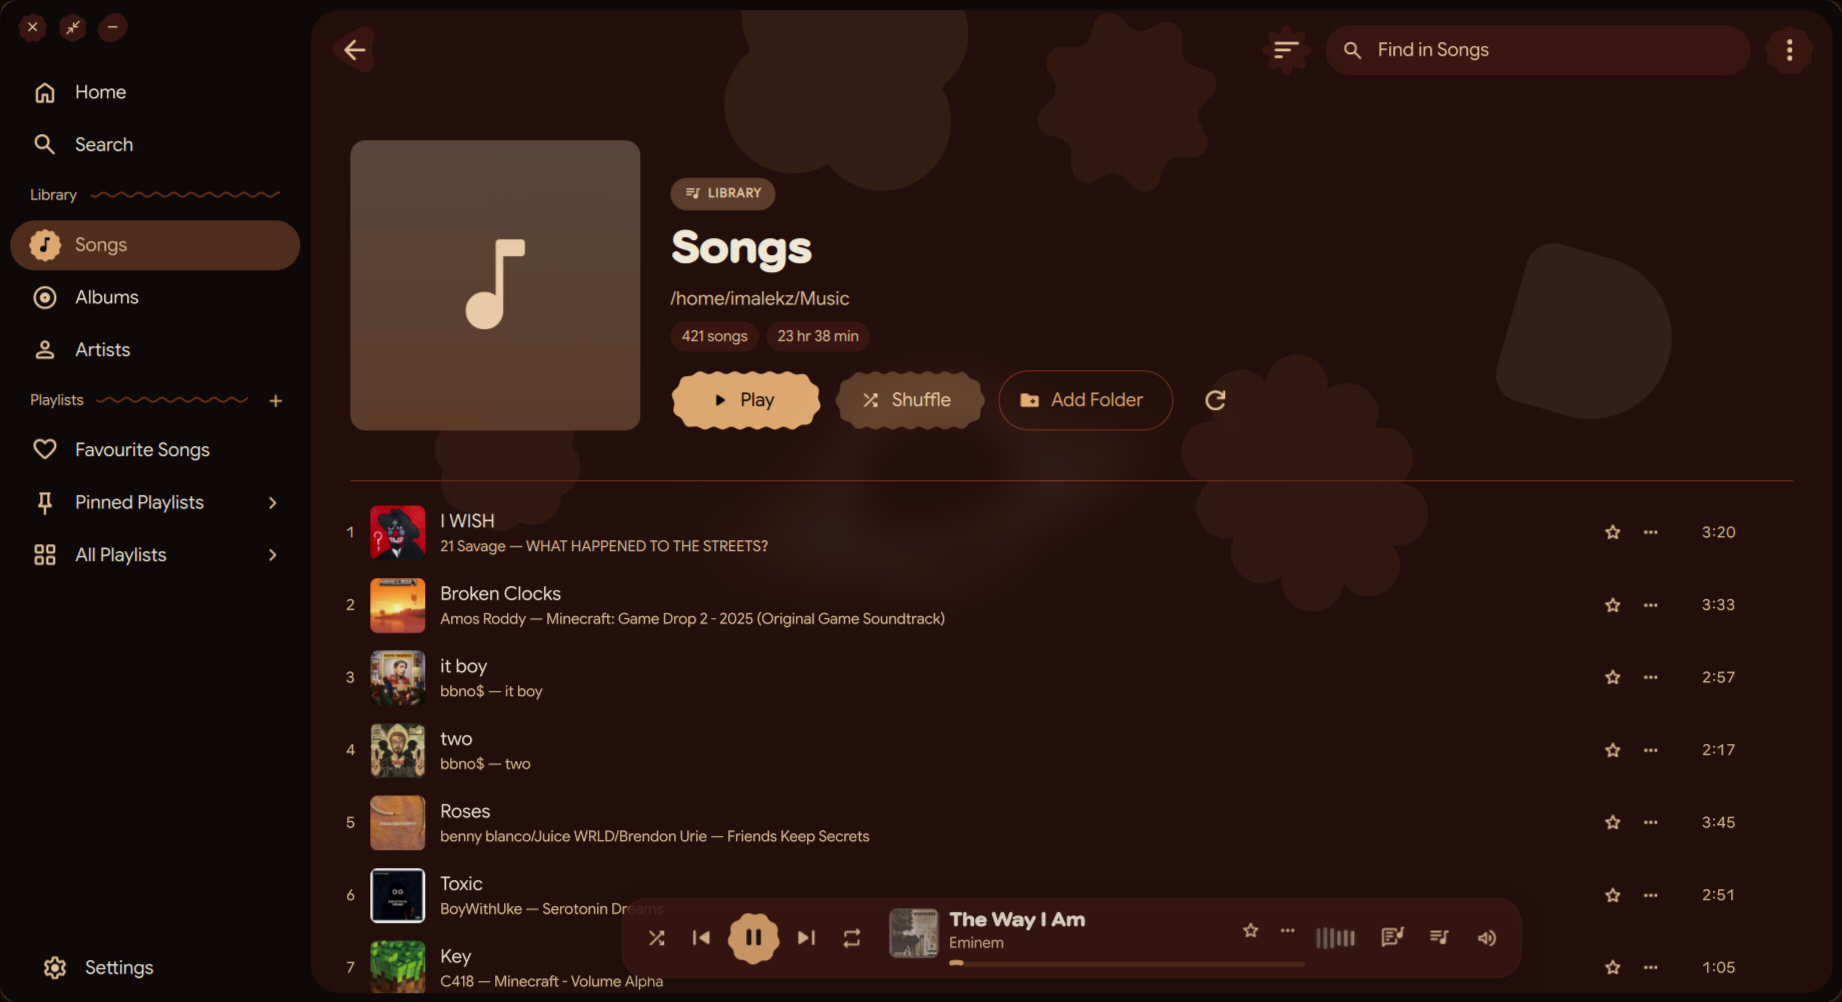 Home
Search
Library
Songs
Albums
Artists
Playlists
Favourite Songs
Pinned Playlists
All Playlists
Settings
Find in Songs
LIBRARY
Songs
/home/imalekz/Music
421 songs
23 hr 38 min
Play
Shuffle
Add Folder
1
I WISH
21 Savage — WHAT HAPPENED TO THE STREETS?
3:20
2
Broken Clocks
Amos Roddy — Minecraft: Game Drop 2 - 2025 (Original Game Soundtrack)
3:33
3
it boy
bbno$ — it boy
2:57
4
two
bbno$ — two
2:17
5
Roses
benny blanco/Juice WRLD/Brendon Urie — Friends Keep Secrets
3:45
6
Toxic
BoyWithUke — Serotonin Dreams
2:51
7
Key
C418 — Minecraft - Volume Alpha
1:05
The Way I Am
Eminem